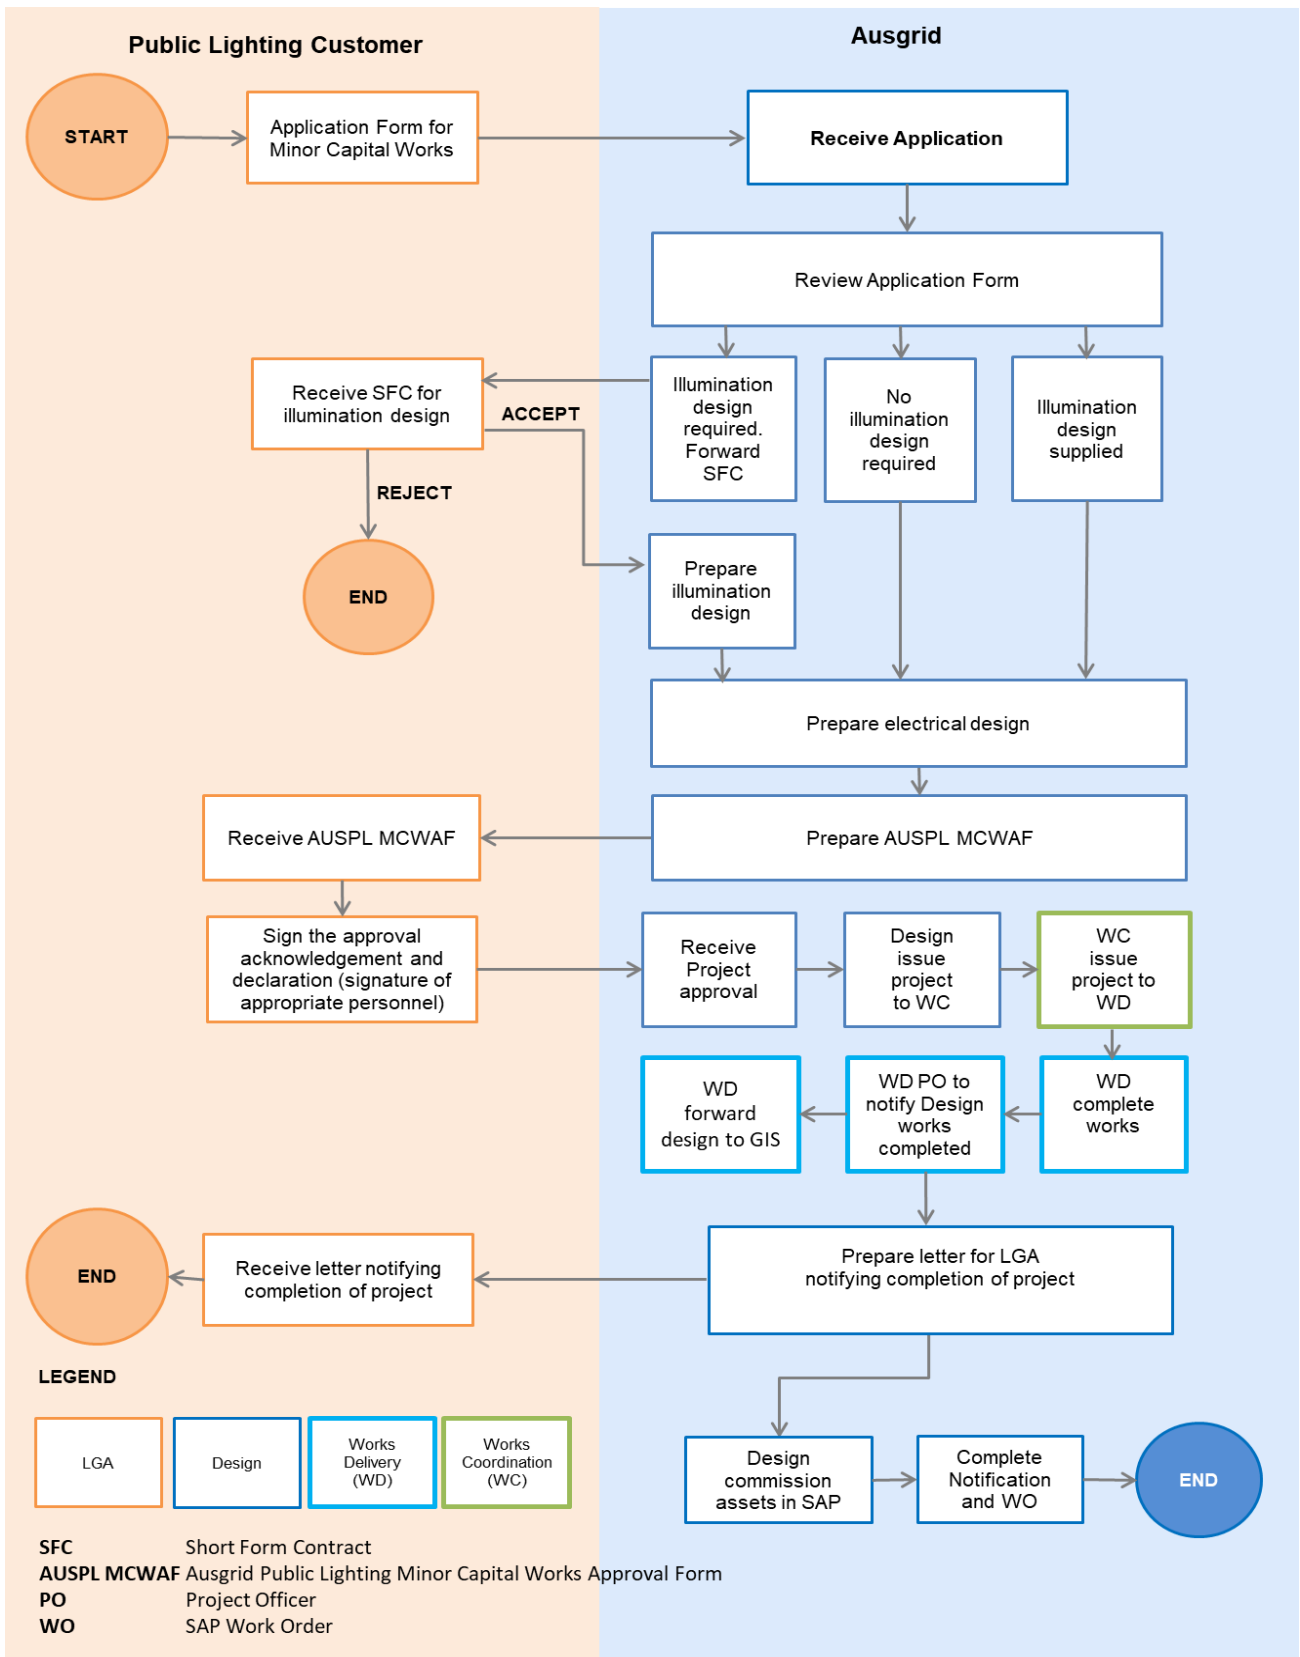 Public Lighting Customer
Ausgrid
START
Application Form for
Minor Capital Works
Receive Application
Review Application Form
Receive SFC for
illumination design
ACCEPT
REJECT
END
Illumination
design
required.
Forward
SFC
No
illumination
design
required
Illumination
design
supplied
Prepare
illumination
design
Prepare electrical design
Receive AUSPL MCWAF
Prepare AUSPL MCWAF
Sign the approval
acknowledgement and
declaration (signature of
appropriate personnel)
Receive
Project
approval
Design
issue
project
to WC
WC
issue
project to
WD
WD
forward
design to GIS
WD PO to
notify Design
works
completed
WD
complete
works
END
Receive letter notifying
completion of project
Prepare letter for LGA
notifying completion of project
LEGEND
LGA
Design
Works
Delivery
(WD)
Works
Coordination
(WC)
Design
commission
assets in SAP
Complete
Notification
and WO
END
SFC Short Form Contract
AUSPL MCWAF Ausgrid Public Lighting Minor Capital Works Approval Form
PO Project Officer
WO SAP Work Order